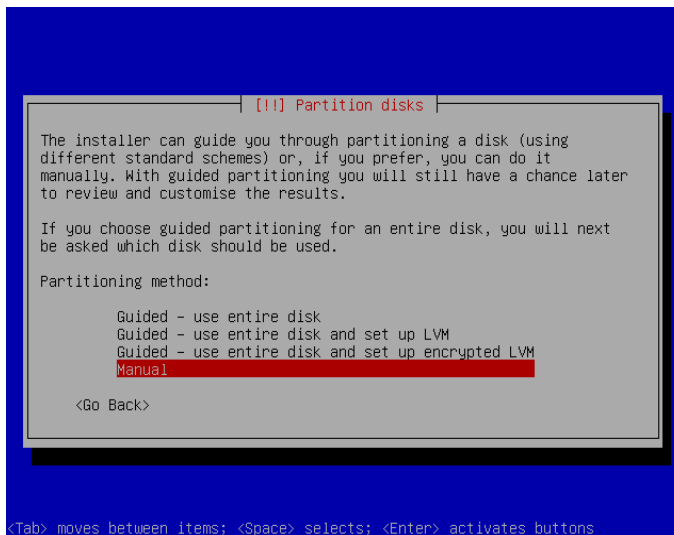 [!!] Partition disks
The installer can guide you through partitioning a disk (using
different standard schemes) or, if you prefer, you can do it
manually. With guided partitioning you will still have a chance later
to review and customise the results.
If you choose guided partitioning for an entire disk, you will next
be asked which disk should be used.
Partitioning method:
Guided - use entire disk
Guided - use entire disk and set up LVM
Guided - use entire disk and set up encrypted LVM
Manual
<Go Back>
<Tab> moves between items; <Space> selects; <Enter> activates buttons